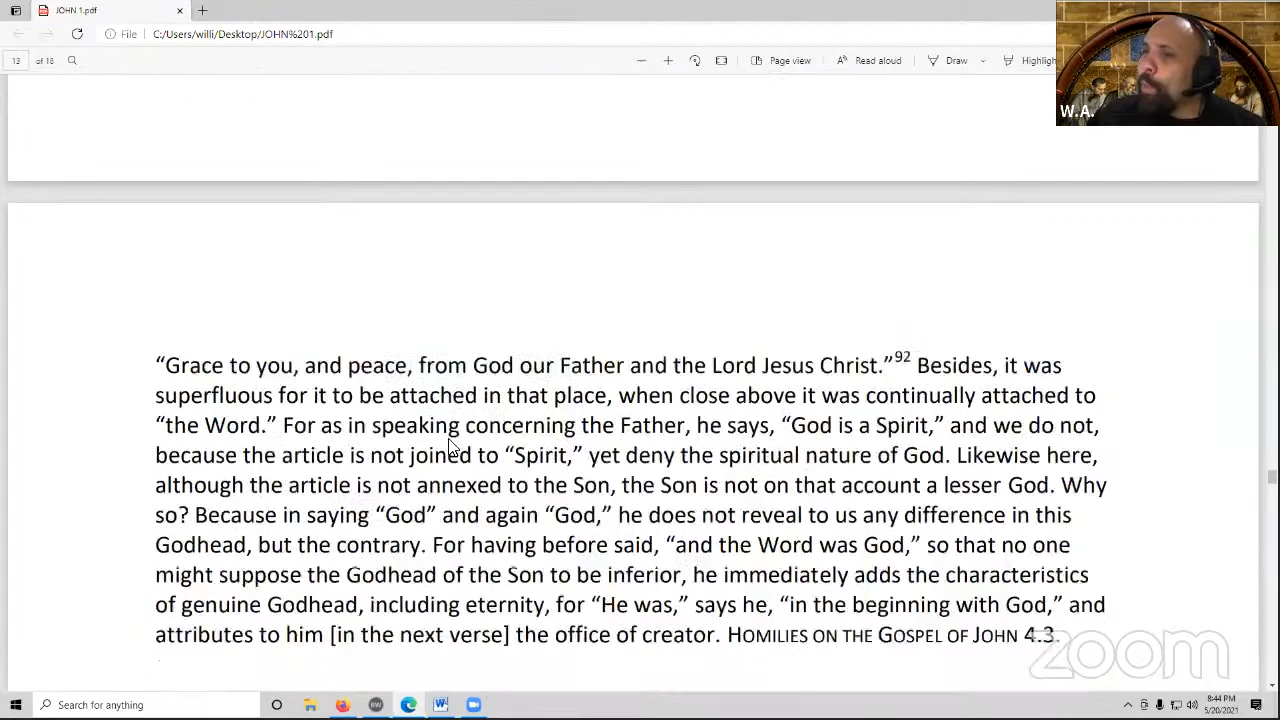 JOHN 1.pdf
File
C:/Users/willi/Desktop/JOHN%201.pdf
13 of 18
Page view
Read aloud
Draw
Highlight
W.A.
“Grace to you, and peace, from God our Father and the Lord Jesus Christ.”92 Besides, it was
superfluous for it to be attached in that place, when close above it was continually attached to
“the Word.” For as in speaking concerning the Father, he says, “God is a Spirit,” and we do not,
because the article is not joined to “Spirit,” yet deny the spiritual nature of God. Likewise here,
although the article is not annexed to the Son, the Son is not on that account a lesser God. Why
so? Because in saying “God” and again “God,” he does not reveal to us any difference in this
Godhead, but the contrary. For having before said, “and the Word was God,” so that no one
might suppose the Godhead of the Son to be inferior, he immediately adds the characteristics
of genuine Godhead, including eternity, for “He was,” says he, “in the beginning with God,” and
attributes to him [in the next verse] the office of creator. HOMILIES ON THE GOSPEL OF JOHN 4.3.
zoom
Search for anything
8:44 PM
5/20/2021